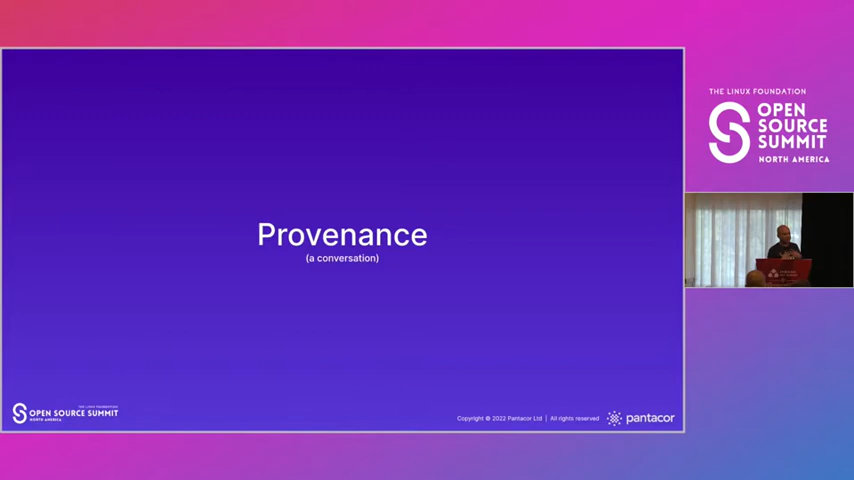 Provenance
(a conversation)
THE LINUX FOUNDATION
OPEN SOURCE SUMMIT
NORTH AMERICA
Copyright © 2022 Pantacor Ltd | All rights reserved
pantacor
THE LINUX FOUNDATION
OPEN
SOURCE
SUMMIT
NORTH AMERICA